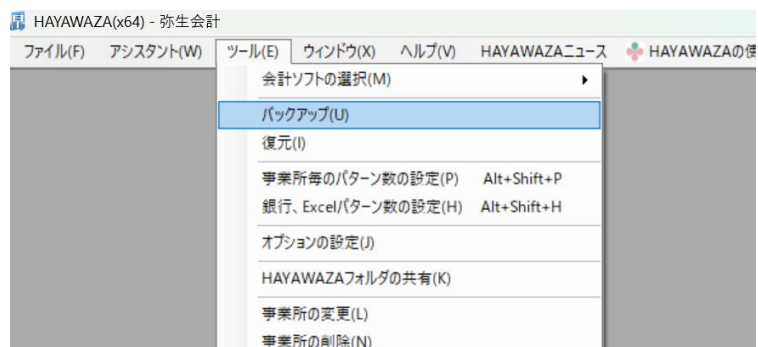 HAYAWAZA(x64) - 弥生会計
ファイル(F) アシスタント(W) ツール(E) ウィンドウ(X) ヘルプ(V) HAYAWAZAニュース HAYAWAZAの使
会計ソフトの選択(M)
バックアップ(U)
復元(I)
事業所毎のパターン数の設定(P) Alt+Shift+P
銀行、Excelパターン数の設定(H) Alt+Shift+H
オプションの設定(J)
HAYAWAZAフォルダの共有(K)
事業所の変更(L)
事業所の削除(N)